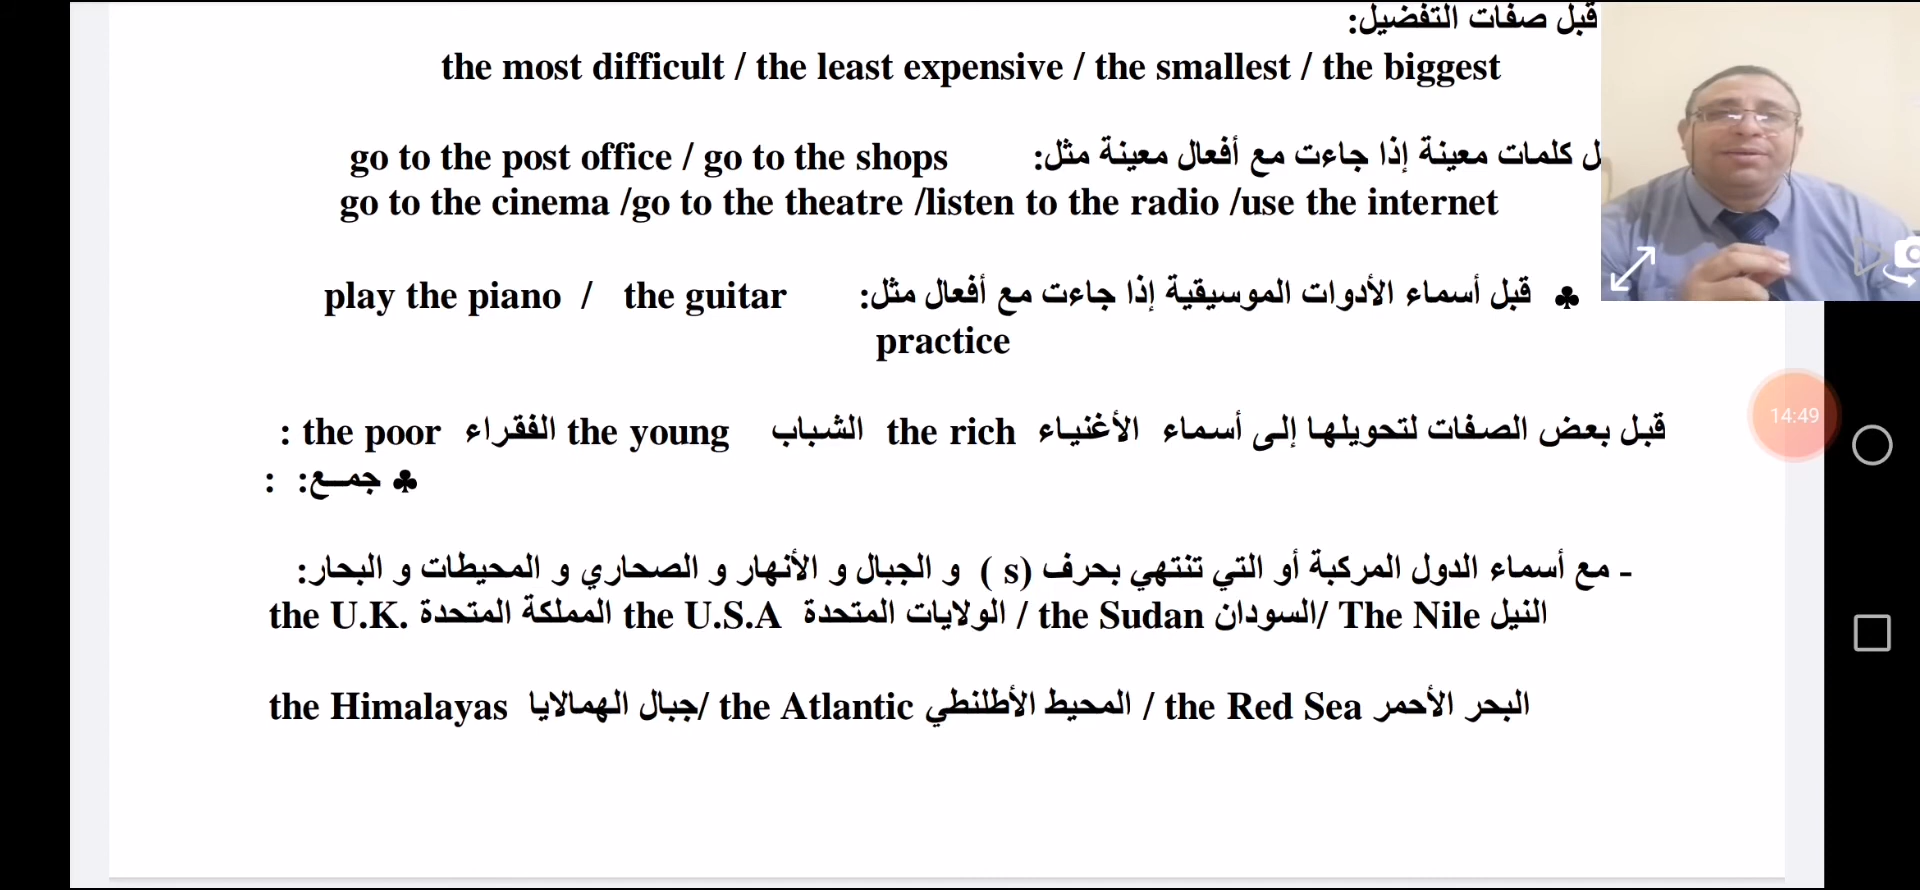 قبل صفات التفضيل:
the most difficult / the least expensive / the smallest / the biggest
كلمات معينة إذا جاءت مع أفعال معينة مثل: go to the post office / go to the shops
go to the cinema /go to the theatre /listen to the radio /use the internet
♣ قبل أسماء الأدوات الموسيقية إذا جاءت مع أفعال مثل: play the piano / the guitar
practice
قبل بعض الصفات لتحويلها إلى أسماء الأغنياء the rich الشباب the young الفقراء the poor :
♣ جمـــع: :
- مع أسماء الدول المركبة أو التي تنتهي بحرف (s ) و الجبال و الأنهار و الصحاري و المحيطات و البحار:
the U.K. المملكة المتحدة the U.S.A الولايات المتحدة / the Sudan السودان/ The Nile النيل
the Himalayas جبال الهمالايا/ the Atlantic المحيط الأطلنطي / the Red Sea البحر الأحمر
14:49